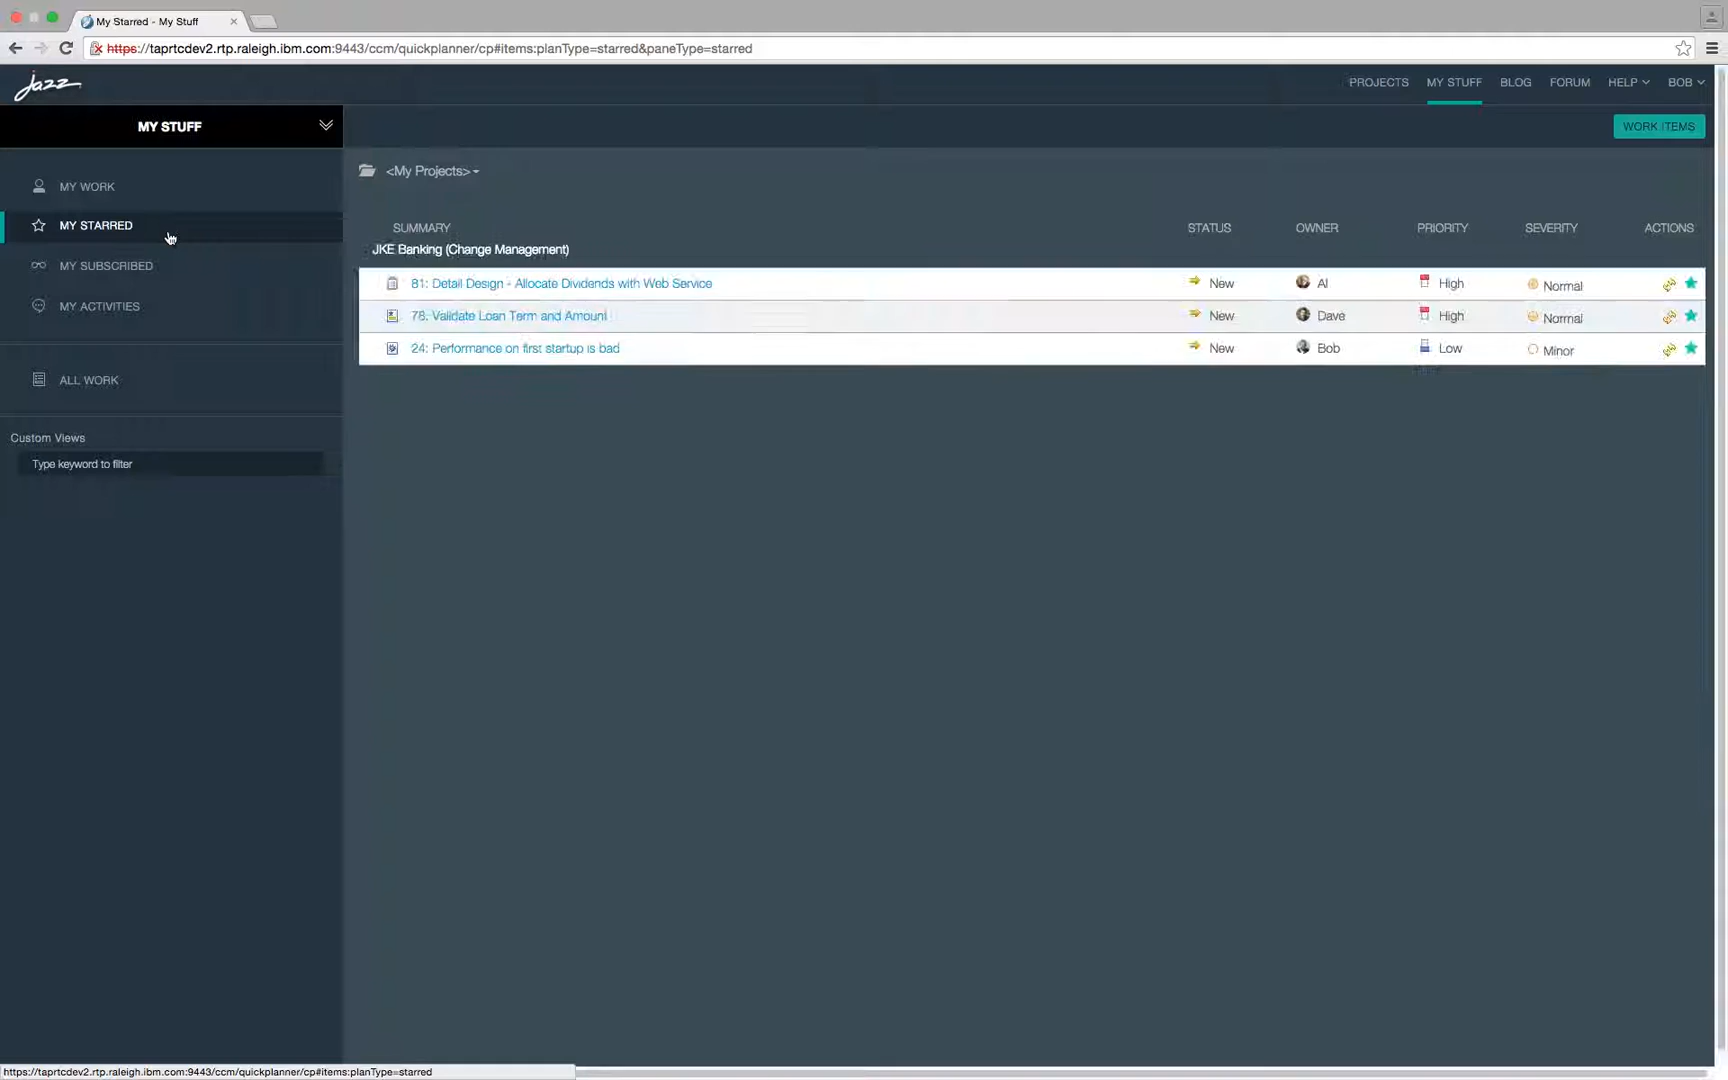 My Starred - My Stuff
https://taprtcdev2.rtp.raleigh.ibm.com:9443/ccm/quickplanner/cp#items:planType=starred&paneType=starred
Jazz
PROJECTS MY STUFF BLOG FORUM HELP BOB
MY STUFF
WORK ITEMS
MY WORK
MY STARRED
MY SUBSCRIBED
MY ACTIVITIES
ALL WORK
Custom Views
Type keyword to filter
<My Projects>
SUMMARY STATUS OWNER PRIORITY SEVERITY ACTIONS
JKE Banking (Change Management)
81: Detail Design - Allocate Dividends with Web Service New Al High Normal
78: Validate Loan Term and Amount New Dave High Normal
24: Performance on first startup is bad New Bob Low Minor
https://taprtcdev2.rtp.raleigh.ibm.com:9443/ccm/quickplanner/cp#items:planType=starred